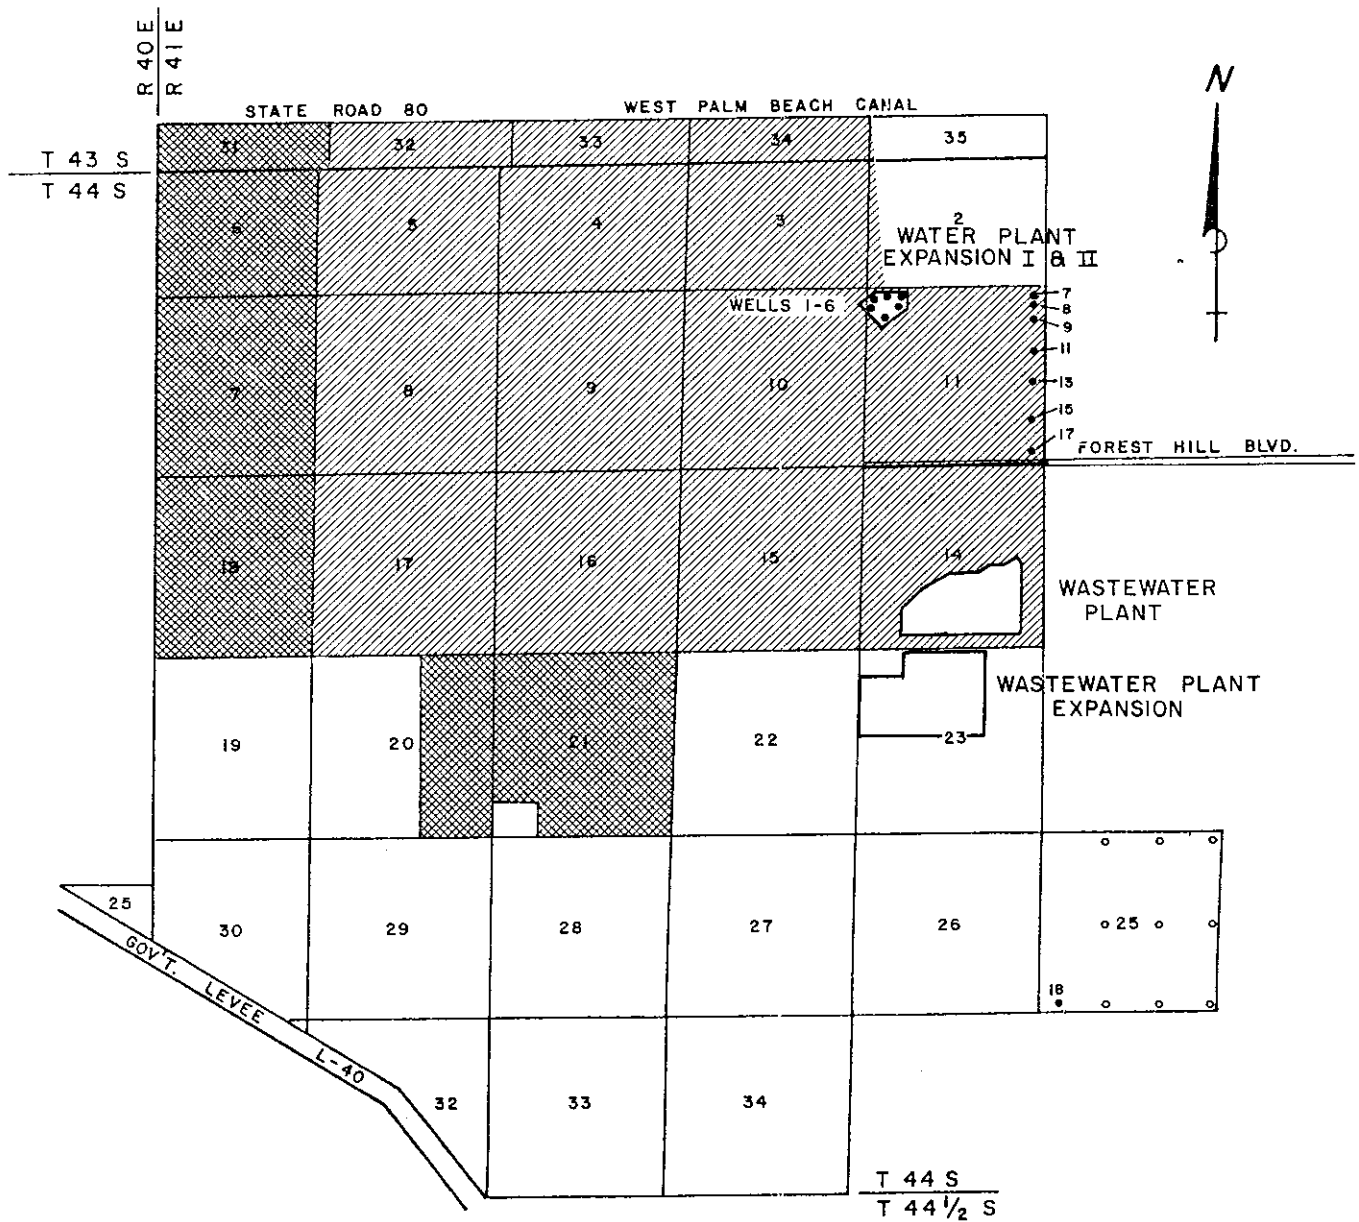 R 40 E
R 41 E
N
STATE ROAD 80
WEST PALM BEACH CANAL
31
32
33
34
35
T 43 S
T 44 S
6
5
4
3
2
WATER PLANT
EXPANSION I & II
WELLS 1-6
7
8
9
11
13
15
17
7
8
9
10
11
FOREST HILL BLVD.
18
17
16
15
14
WASTEWATER
PLANT
WASTEWATER PLANT
EXPANSION
19
20
21
22
23
25
30
29
28
27
26
25
18
GOV'T. LEVEE L-40
32
33
34
T 44 S
T 44 1/2 S